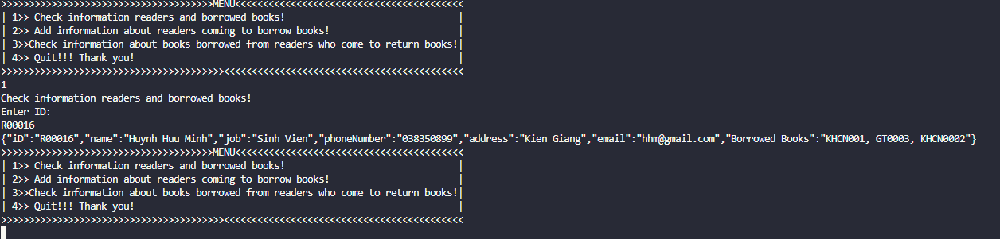 >>>>>>>>>>>>>>>>>>>>>>>>>>>>>>>>>>>>>>MENU<<<<<<<<<<<<<<<<<<<<<<<<<<<<<<<<<<<<<<<<<
| 1>> Check information readers and borrowed books!                               |
| 2>> Add information about readers coming to borrow books!                       |
| 3>>Check information about books borrowed from readers who come to return books!|
| 4>> Quit!!! Thank you!                                                          |
>>>>>>>>>>>>>>>>>>>>>>>>>>>>>>>>>>>>>>>><<<<<<<<<<<<<<<<<<<<<<<<<<<<<<<<<<<<<<<<<<<
1
Check information readers and borrowed books!
Enter ID:
R00016
{"iD":"R00016","name":"Huynh Huu Minh","job":"Sinh Vien","phoneNumber":"038350899","address":"Kien Giang","email":"hhm@gmail.com","Borrowed Books":"KHCN001, GT0003, KHCN0002"}
>>>>>>>>>>>>>>>>>>>>>>>>>>>>>>>>>>>>>>MENU<<<<<<<<<<<<<<<<<<<<<<<<<<<<<<<<<<<<<<<<<
| 1>> Check information readers and borrowed books!                               |
| 2>> Add information about readers coming to borrow books!                       |
| 3>>Check information about books borrowed from readers who come to return books!|
| 4>> Quit!!! Thank you!                                                          |
>>>>>>>>>>>>>>>>>>>>>>>>>>>>>>>>>>>>>>>><<<<<<<<<<<<<<<<<<<<<<<<<<<<<<<<<<<<<<<<<<<